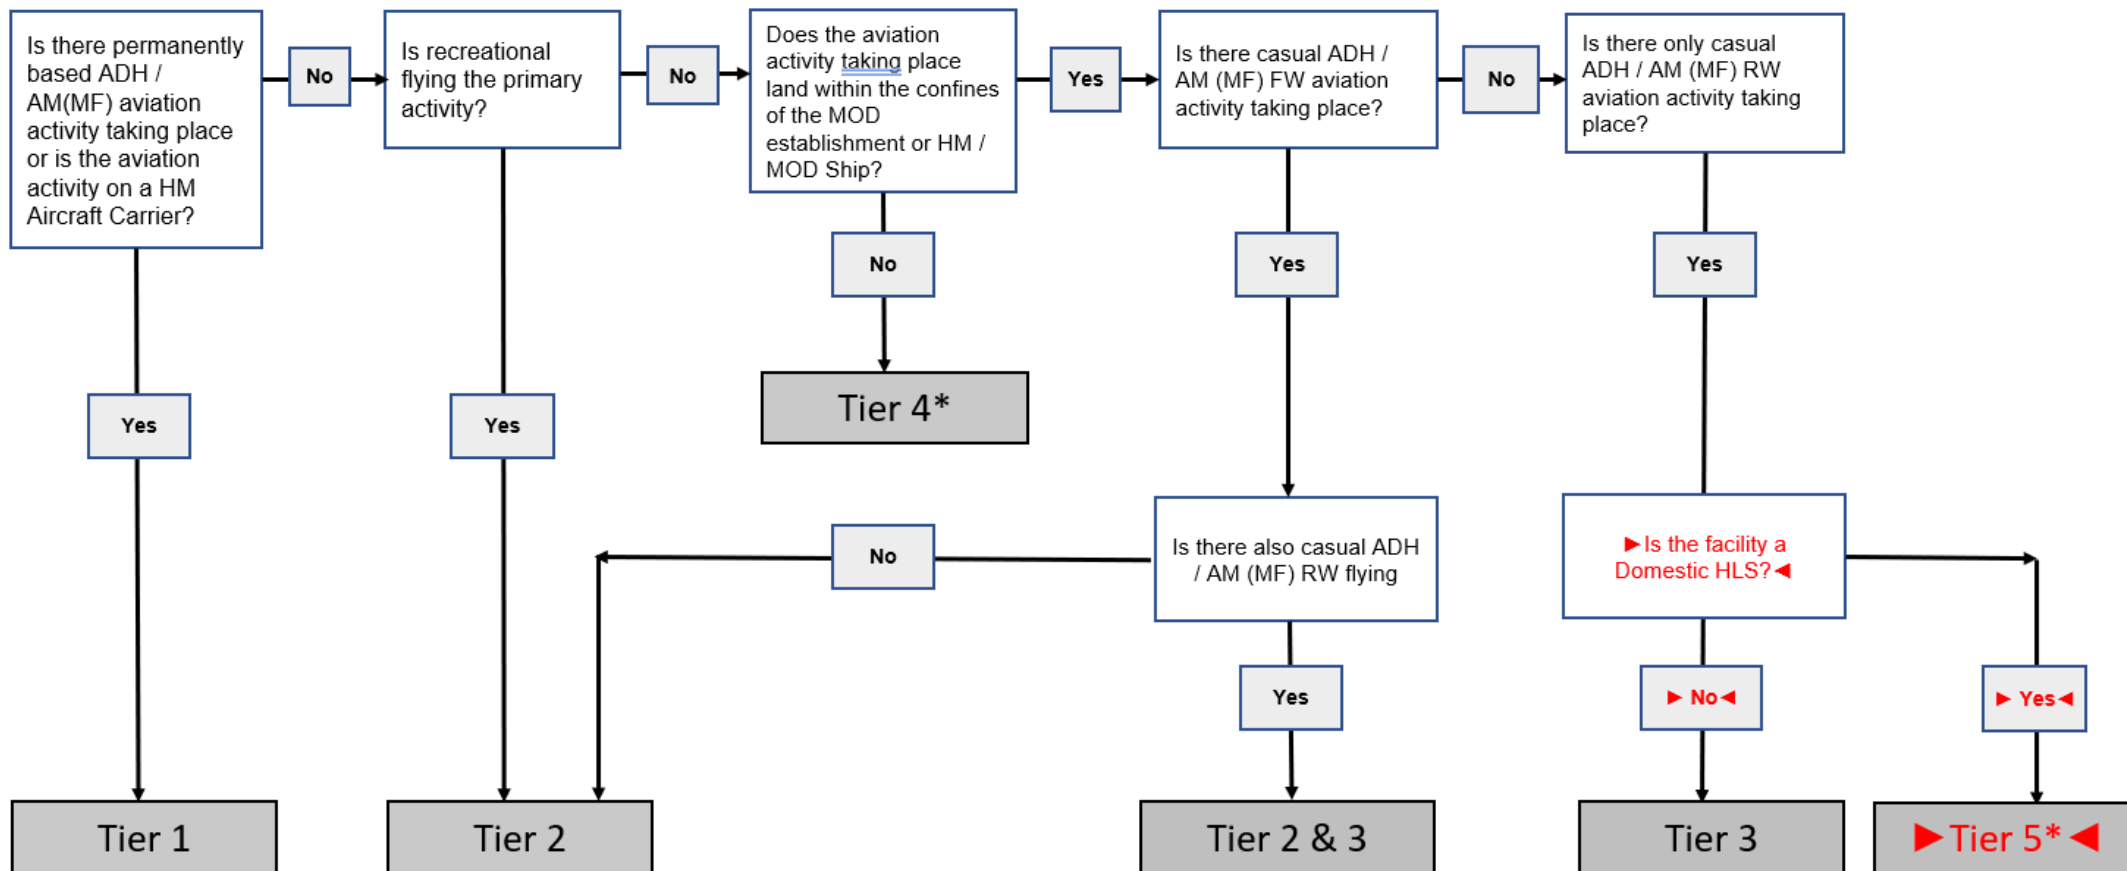 Is there permanently
based ADH /
AM(MF) aviation
activity taking place
or is the aviation
activity on a HM
Aircraft Carrier?
No
Is recreational
flying the primary
activity?
No
Does the aviation
activity taking place
land within the confines
of the MOD
establishment or HM /
MOD Ship?
Yes
Is there casual ADH /
AM (MF) FW aviation
activity taking place?
No
Is there only casual
ADH / AM (MF) RW
aviation activity taking
place?
No
Yes
Yes
Tier 4*
Yes
Yes
No
Is there also casual ADH
/ AM (MF) RW flying
►Is the facility a
Domestic HLS?◄
Yes
► No◄
► Yes◄
Tier 1
Tier 2
Tier 2 & 3
Tier 3
►Tier 5*◄